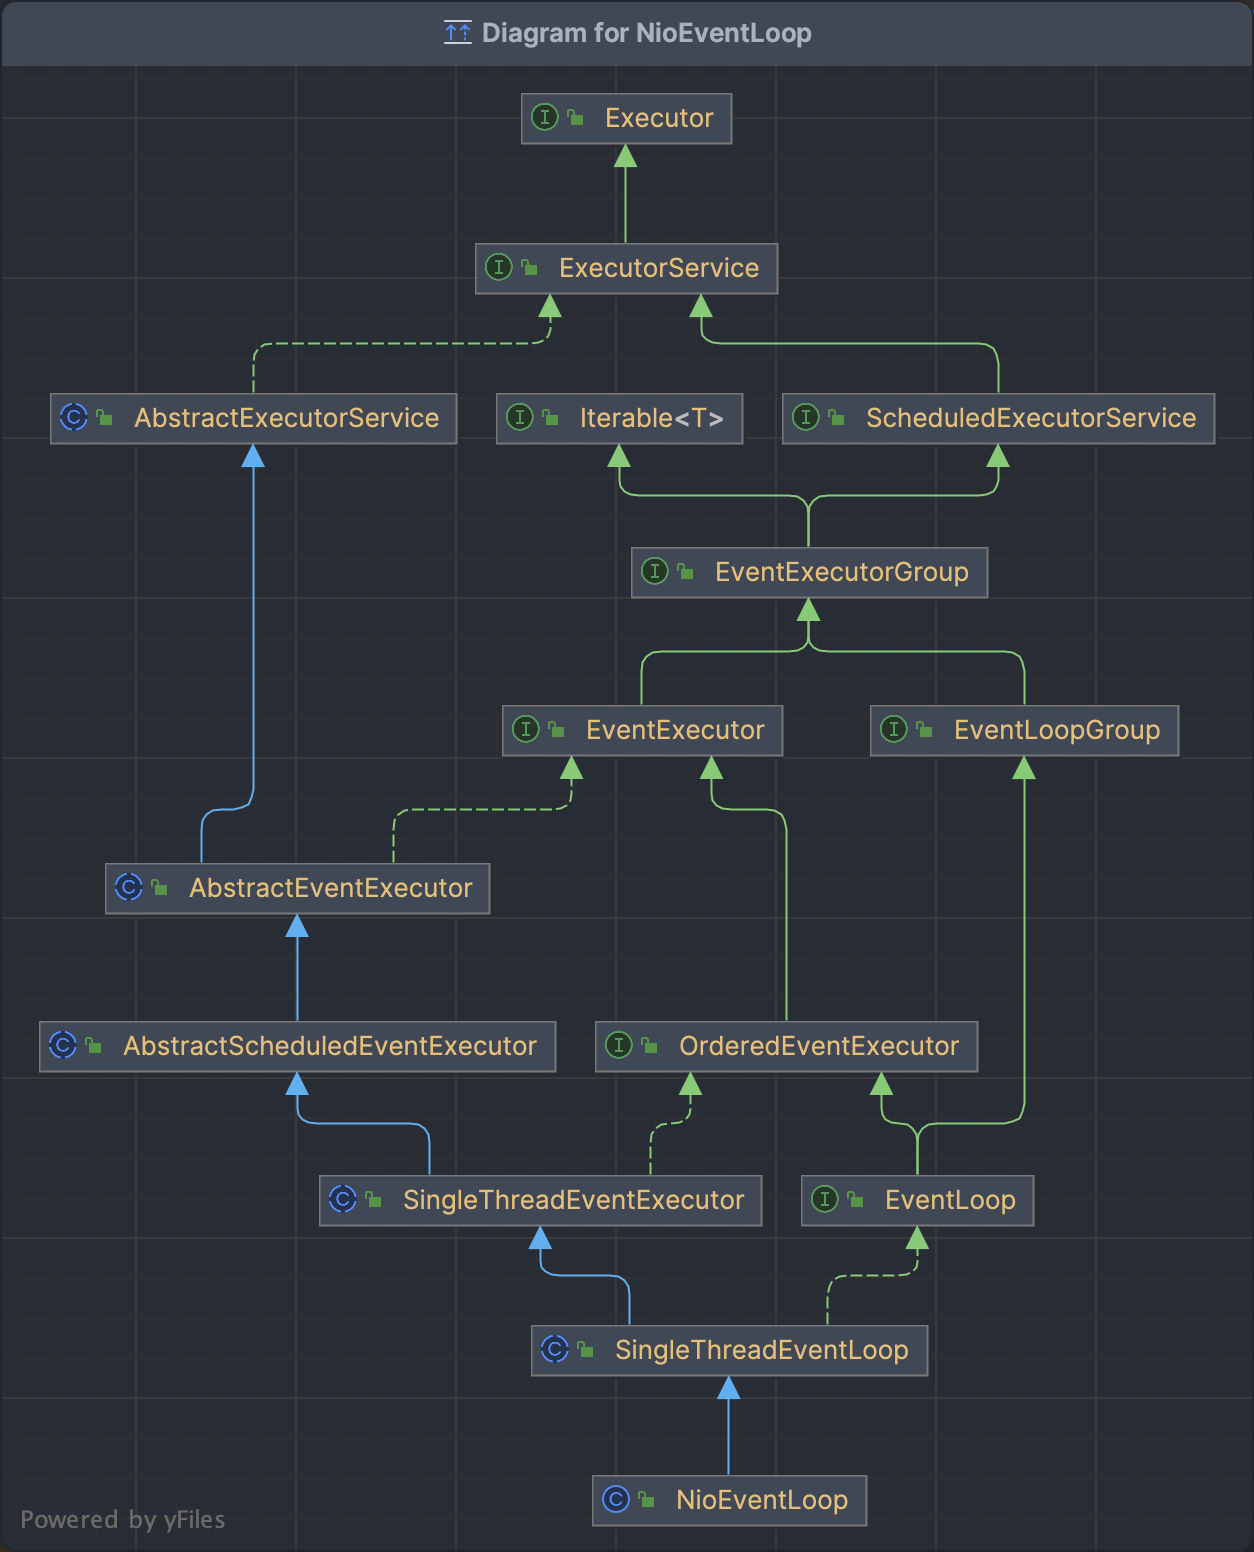 Diagram for NioEventLoop
Executor
ExecutorService
AbstractExecutorService
Iterable<T>
ScheduledExecutorService
EventExecutorGroup
EventExecutor
EventLoopGroup
AbstractEventExecutor
AbstractScheduledEventExecutor
OrderedEventExecutor
SingleThreadEventExecutor
EventLoop
SingleThreadEventLoop
NioEventLoop
Powered by yFiles